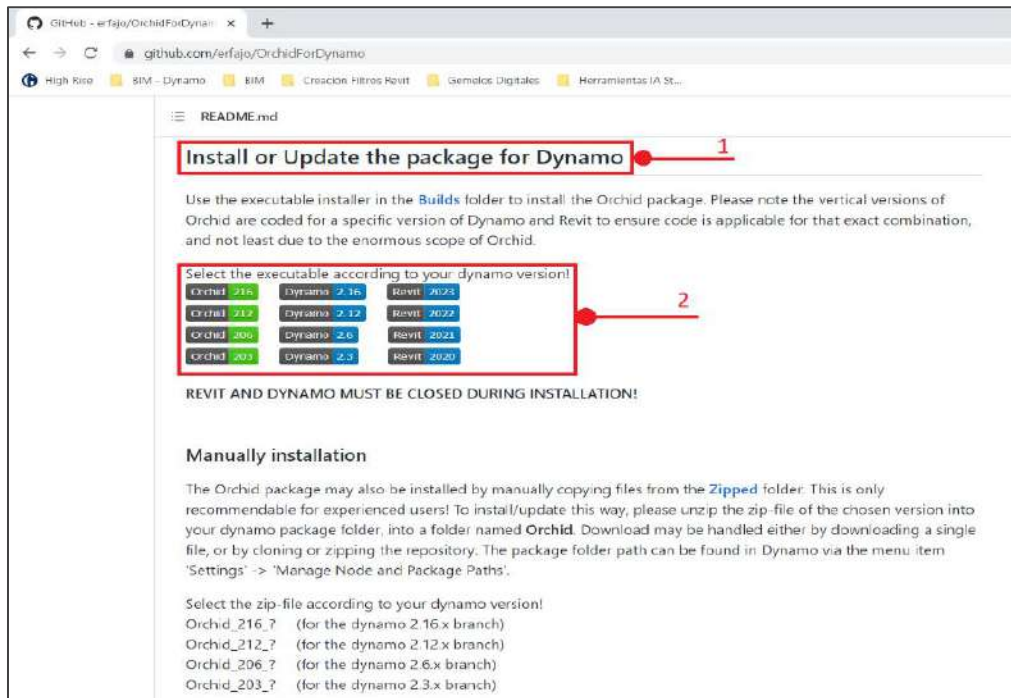 GitHub - erfajo/OrchidForDynam
github.com/erfajo/OrchidForDynamo
High Rise BIM - Dynamo BIM Creacion Filtros Revit Gemelos Digitales Herramientas IA St...
README.md
Install or Update the package for Dynamo
1
Use the executable installer in the Builds folder to install the Orchid package. Please note the vertical versions of
Orchid are coded for a specific version of Dynamo and Revit to ensure code is applicable for that exact combination,
and not least due to the enormous scope of Orchid.
Select the executable according to your dynamo version!
Orchid 216 Dynamo 2.16 Revit 2023
Orchid 212 Dynamo 2.12 Revit 2022
2
Orchid 206 Dynamo 2.6 Revit 2021
Orchid 203 Dynamo 2.3 Revit 2020
REVIT AND DYNAMO MUST BE CLOSED DURING INSTALLATION!
Manually installation
The Orchid package may also be installed by manually copying files from the Zipped folder. This is only
recommendable for experienced users! To install/update this way, please unzip the zip-file of the chosen version into
your dynamo package folder, into a folder named Orchid. Download may be handled either by downloading a single
file, or by cloning or zipping the repository. The package folder path can be found in Dynamo via the menu item
'Settings' -> 'Manage Node and Package Paths'.
Select the zip-file according to your dynamo version!
Orchid_216_? (for the dynamo 2.16.x branch)
Orchid_212_? (for the dynamo 2.12.x branch)
Orchid_206_? (for the dynamo 2.6.x branch)
Orchid_203_? (for the dynamo 2.3.x branch)